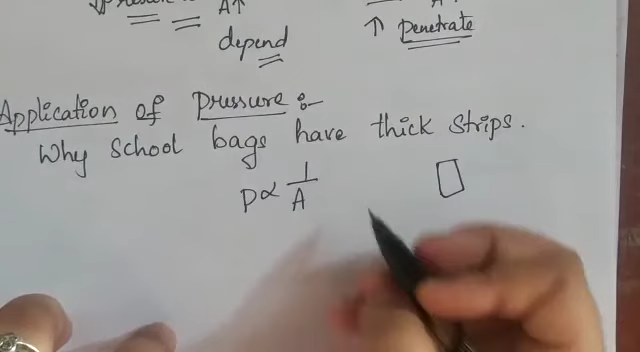 A↑
depend
↑ Penetrate
Application of Pressure :-
Why School bags have thick Strips.
P∝ 1/A